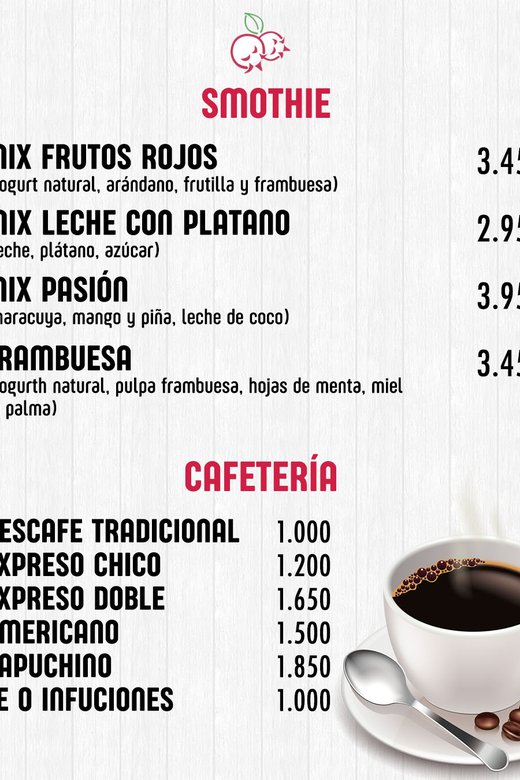 SMOTHIE
MIX FRUTOS ROJOS 3.45
ogurt natural, arándano, frutilla y frambuesa)
MIX LECHE CON PLATANO 2.95
eche, plátano, azúcar)
MIX PASIÓN 3.95
maracuya, mango y piña, leche de coco)
RAMBUESA 3.45
ogurth natural, pulpa frambuesa, hojas de menta, miel
palma)
CAFETERÍA
ESCAFE TRADICIONAL 1.000
XPRESO CHICO 1.200
XPRESO DOBLE 1.650
MERICANO 1.500
APUCHINO 1.850
E O INFUCIONES 1.000